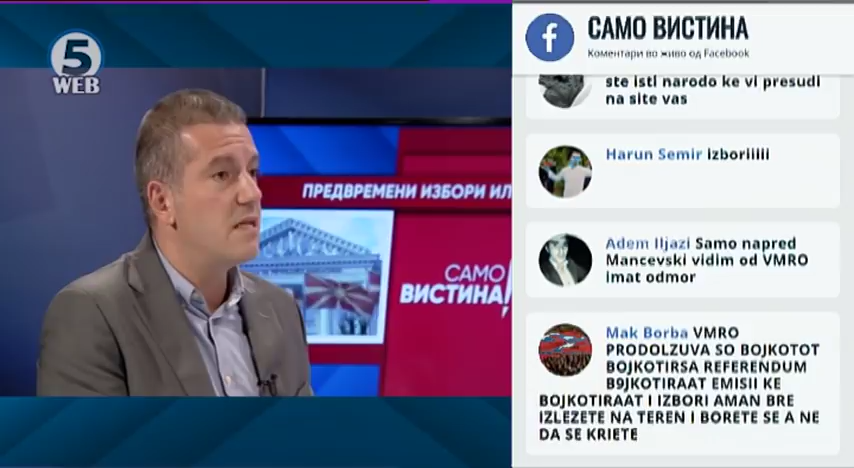 5
WEB
ПРЕДВРЕМЕНИ ИЗБОРИ ИЛ
САМО
ВИСТИНА!
f
САМО ВИСТИНА
Коментари во живо од Facebook
ste isti narodo ke vi presudi
na site vas
Harun Semir Izboriiiii
Adem Iljazi Samo napred
Mancevski vidim od VMRO
imat odmor
Mak Borba VMRO
PRODOLZUVA SO BOJKOTOT
BOJKOTIRSA REFERENDUM
B9JKOTIRAAT EMISII KE
BOJKOTIRAAT I IZBORI AMAN BRE
IZLEZETE NA TEREN I BORETE SE A NE
DA SE KRIETE